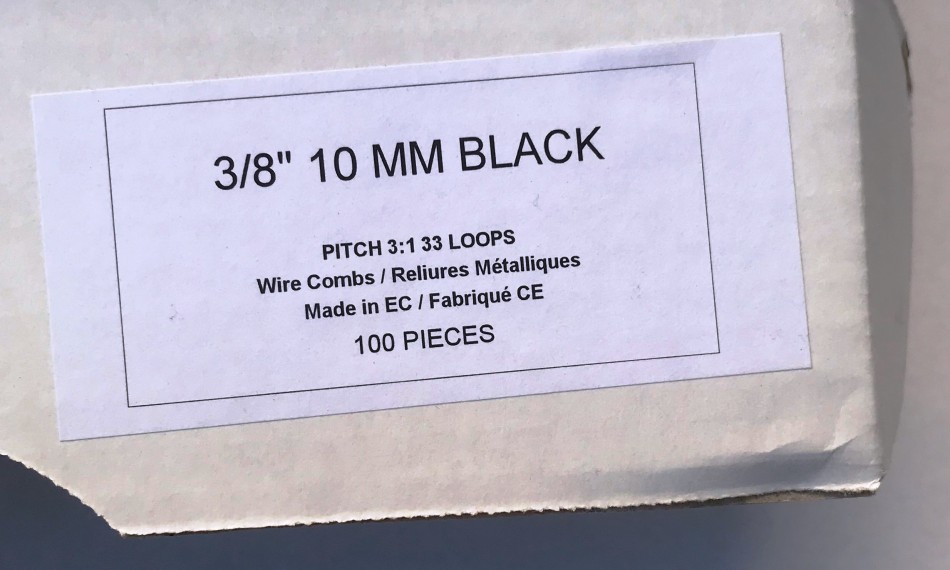 3/8" 10 MM BLACK
PITCH 3:1 33 LOOPS
Wire Combs / Reliures Métalliques
Made in EC / Fabriqué CE
100 PIECES